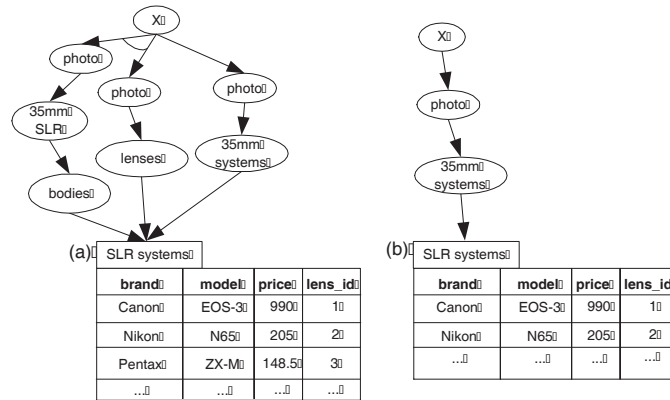 X
photo
photo
photo
35mm
SLR
lenses
35mm
systems
bodies
(a)
SLR systems
brand model price lens_id
Canon EOS-3 990 1
Nikon N65 205 2
Pentax ZX-M 148.5 3
... ... ... ...
X
photo
35mm
systems
(b)
SLR systems
brand model price lens_id
Canon EOS-3 990 1
Nikon N65 205 2
... ... ... ...